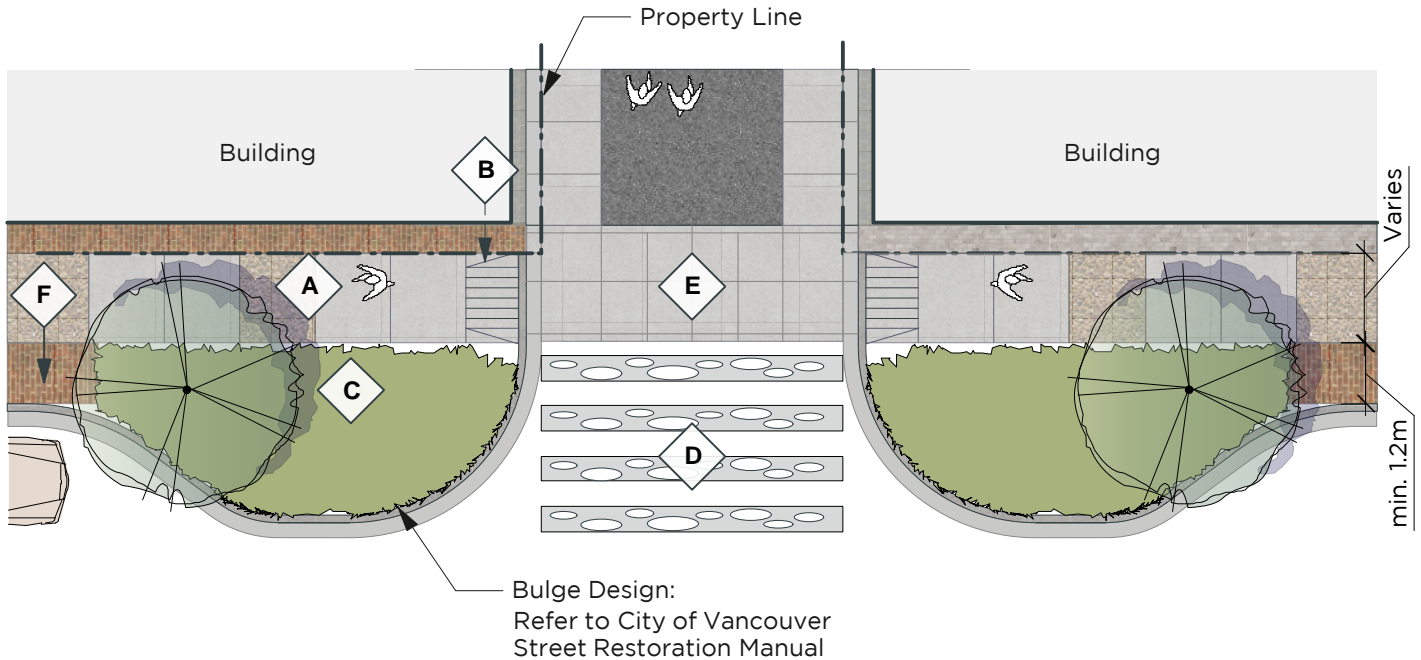 Property Line
Building
B
Building
Varies
F
A
E
C
D
min. 1.2m
Bulge Design:
Refer to City of Vancouver
Street Restoration Manual